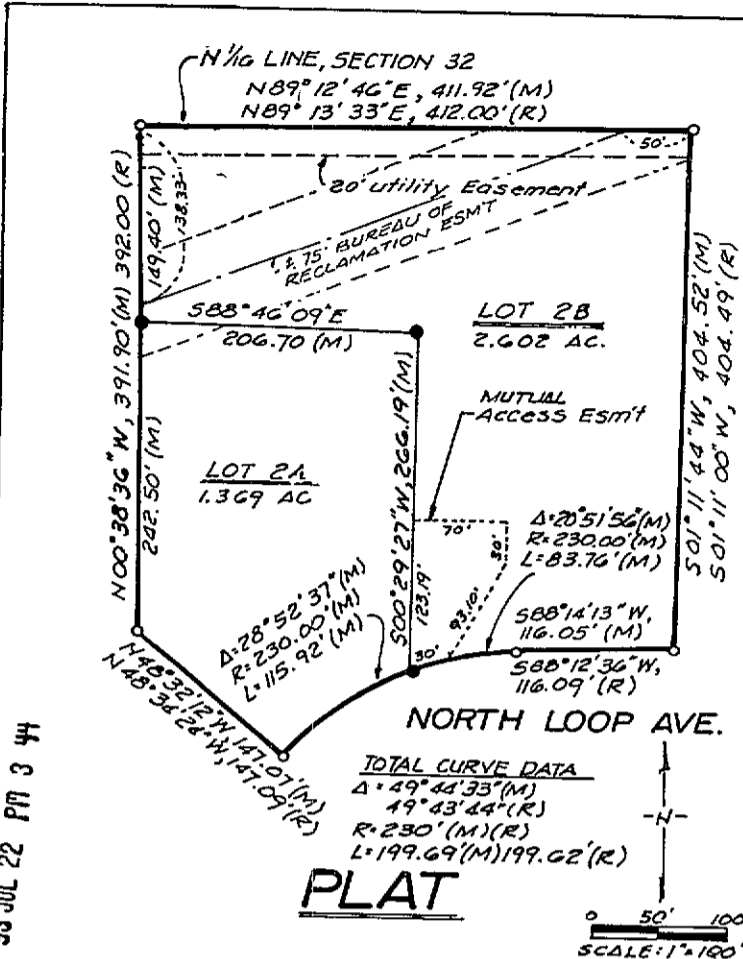 N 1/16 LINE, SECTION 32
N89°12'46"E, 411.92'(M)
N89°13'33"E, 412.00'(R)
50'
20' utility Easement
149.40'(M)
138.33'
± 75' BUREAU OF
RECLAMATION ESM'T
N00°38'36"W, 391.90'(M) 392.00 (R)
S88°46'09"E
206.70 (M)
LOT 2B
2.602 AC.
S01°11'44"W, 404.52'(M)
S01°11'00"W, 404.49'(R)
MUTUAL
Access Esm't
242.50'(M)
LOT 2A
1.369 AC
S00°29'27"W, 266.19'(M)
70'
30'
123.19'
93.10'
30'
Δ=20°51'56"(M)
R=230.00'(M)
L=83.76'(M)
Δ=28°52'37"(M)
R=230.00'(M)
L=115.92'(M)
S88°14'13"W,
116.05' (M)
S88°12'36"W,
116.09'(R)
N48°32'12"W, 147.07'(M)
N48°36'26"W, 147.09'(R)
NORTH LOOP AVE.
TOTAL CURVE DATA
Δ=49°44'33"(M)
49°43'44"(R)
R=230'(M)(R)
L=199.69'(M)199.62'(R)
-N-
PLAT
0 50' 100'
SCALE: 1"=100'
JUL 22 PM 3 44